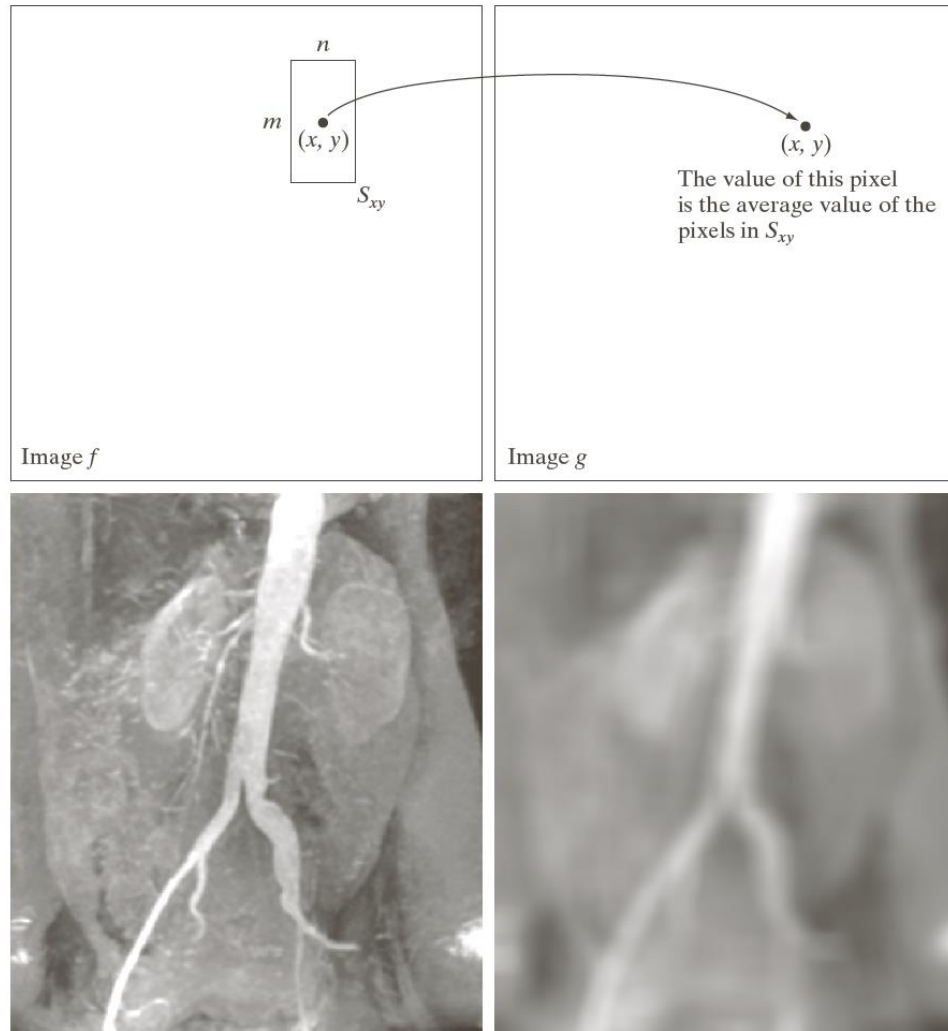 n
m
(x, y)
S_xy
Image f
(x, y)
The value of this pixel
is the average value of the
pixels in S_xy
Image g